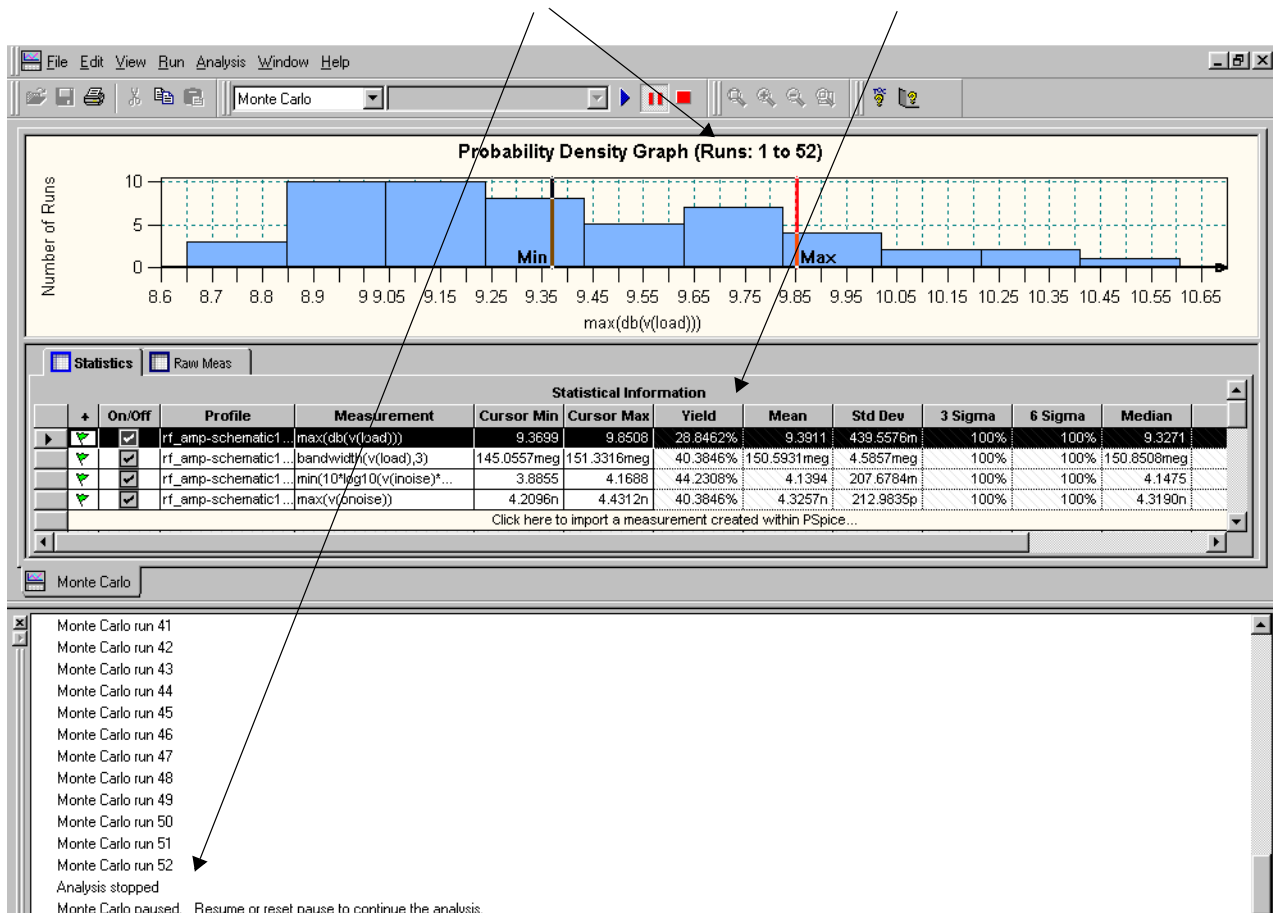 File Edit View Run Analysis Window Help
Monte Carlo
Probability Density Graph (Runs: 1 to 52)
Number of Runs
10
5
0
Min
Max
8.6 8.7 8.8 8.9 9 9.05 9.15 9.25 9.35 9.45 9.55 9.65 9.75 9.85 9.95 10.05 10.15 10.25 10.35 10.45 10.55 10.65
max(db(v(load)))
Statistics Raw Meas
Statistical Information
+ On/Off Profile Measurement Cursor Min Cursor Max Yield Mean Std Dev 3 Sigma 6 Sigma Median
rf_amp-schematic1... max(db(v(load))) 9.3699 9.8508 28.8462% 9.3911 439.5576m 100% 100% 9.3271
rf_amp-schematic1... bandwidth(v(load),3) 145.0557meg 151.3316meg 40.3846% 150.5931meg 4.5857meg 100% 100% 150.8508meg
rf_amp-schematic1... min(10*log10(v(inoise)*... 3.8855 4.1688 44.2308% 4.1394 207.6784m 100% 100% 4.1475
rf_amp-schematic1... max(v(onoise)) 4.2096n 4.4312n 40.3846% 4.3257n 212.9835p 100% 100% 4.3190n
Click here to import a measurement created within PSpice...
Monte Carlo
Monte Carlo run 41
Monte Carlo run 42
Monte Carlo run 43
Monte Carlo run 44
Monte Carlo run 45
Monte Carlo run 46
Monte Carlo run 47
Monte Carlo run 48
Monte Carlo run 49
Monte Carlo run 50
Monte Carlo run 51
Monte Carlo run 52
Analysis stopped
Monte Carlo paused. Resume or reset pause to continue the analysis.